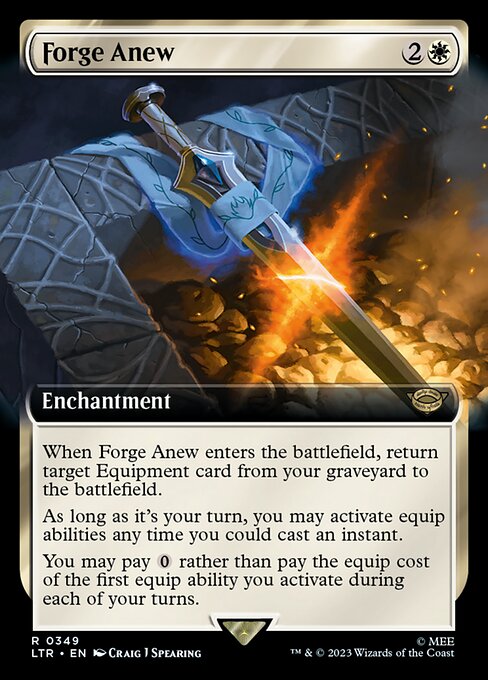 Forge Anew 2
Enchantment
When Forge Anew enters the battlefield, return
target Equipment card from your graveyard to
the battlefield.
As long as it's your turn, you may activate equip
abilities any time you could cast an instant.
You may pay 0 rather than pay the equip cost
of the first equip ability you activate during
each of your turns.
R 0349
LTR • EN Craig J Spearing
© MEE
™ & © 2023 Wizards of the Coast